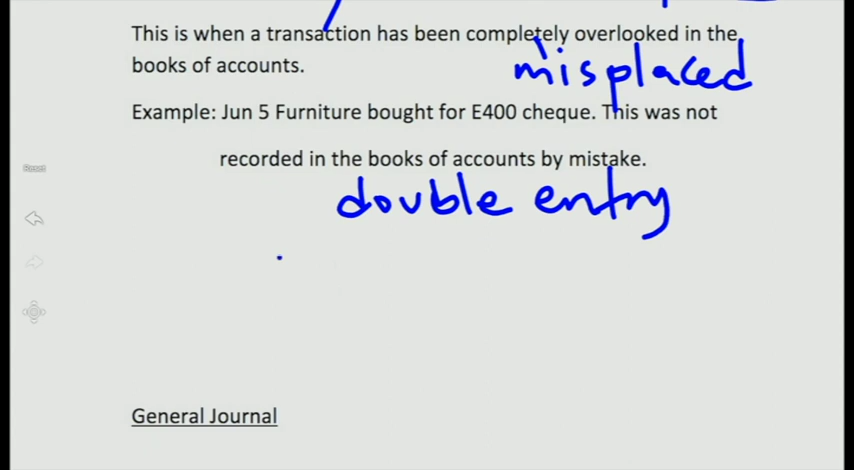 This is when a transaction has been completely overlooked in the
books of accounts.
misplaced
Example: Jun 5 Furniture bought for E400 cheque. This was not
recorded in the books of accounts by mistake.
Reset
double entry
General Journal